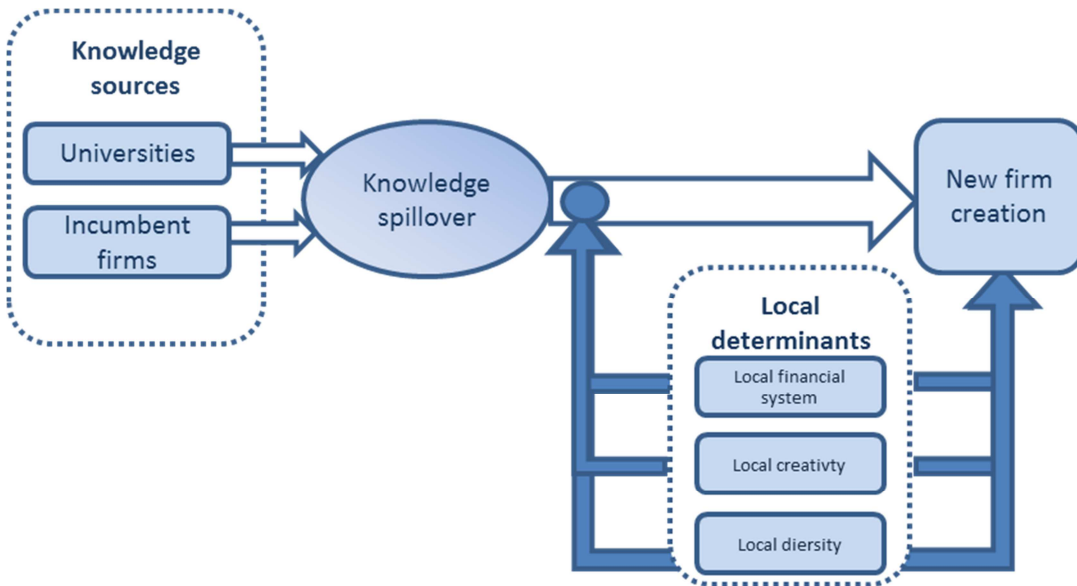 Knowledge
sources
Universities
Incumbent
firms
Knowledge
spillover
New firm
creation
Local
determinants
Local financial
system
Local creativty
Local diersity